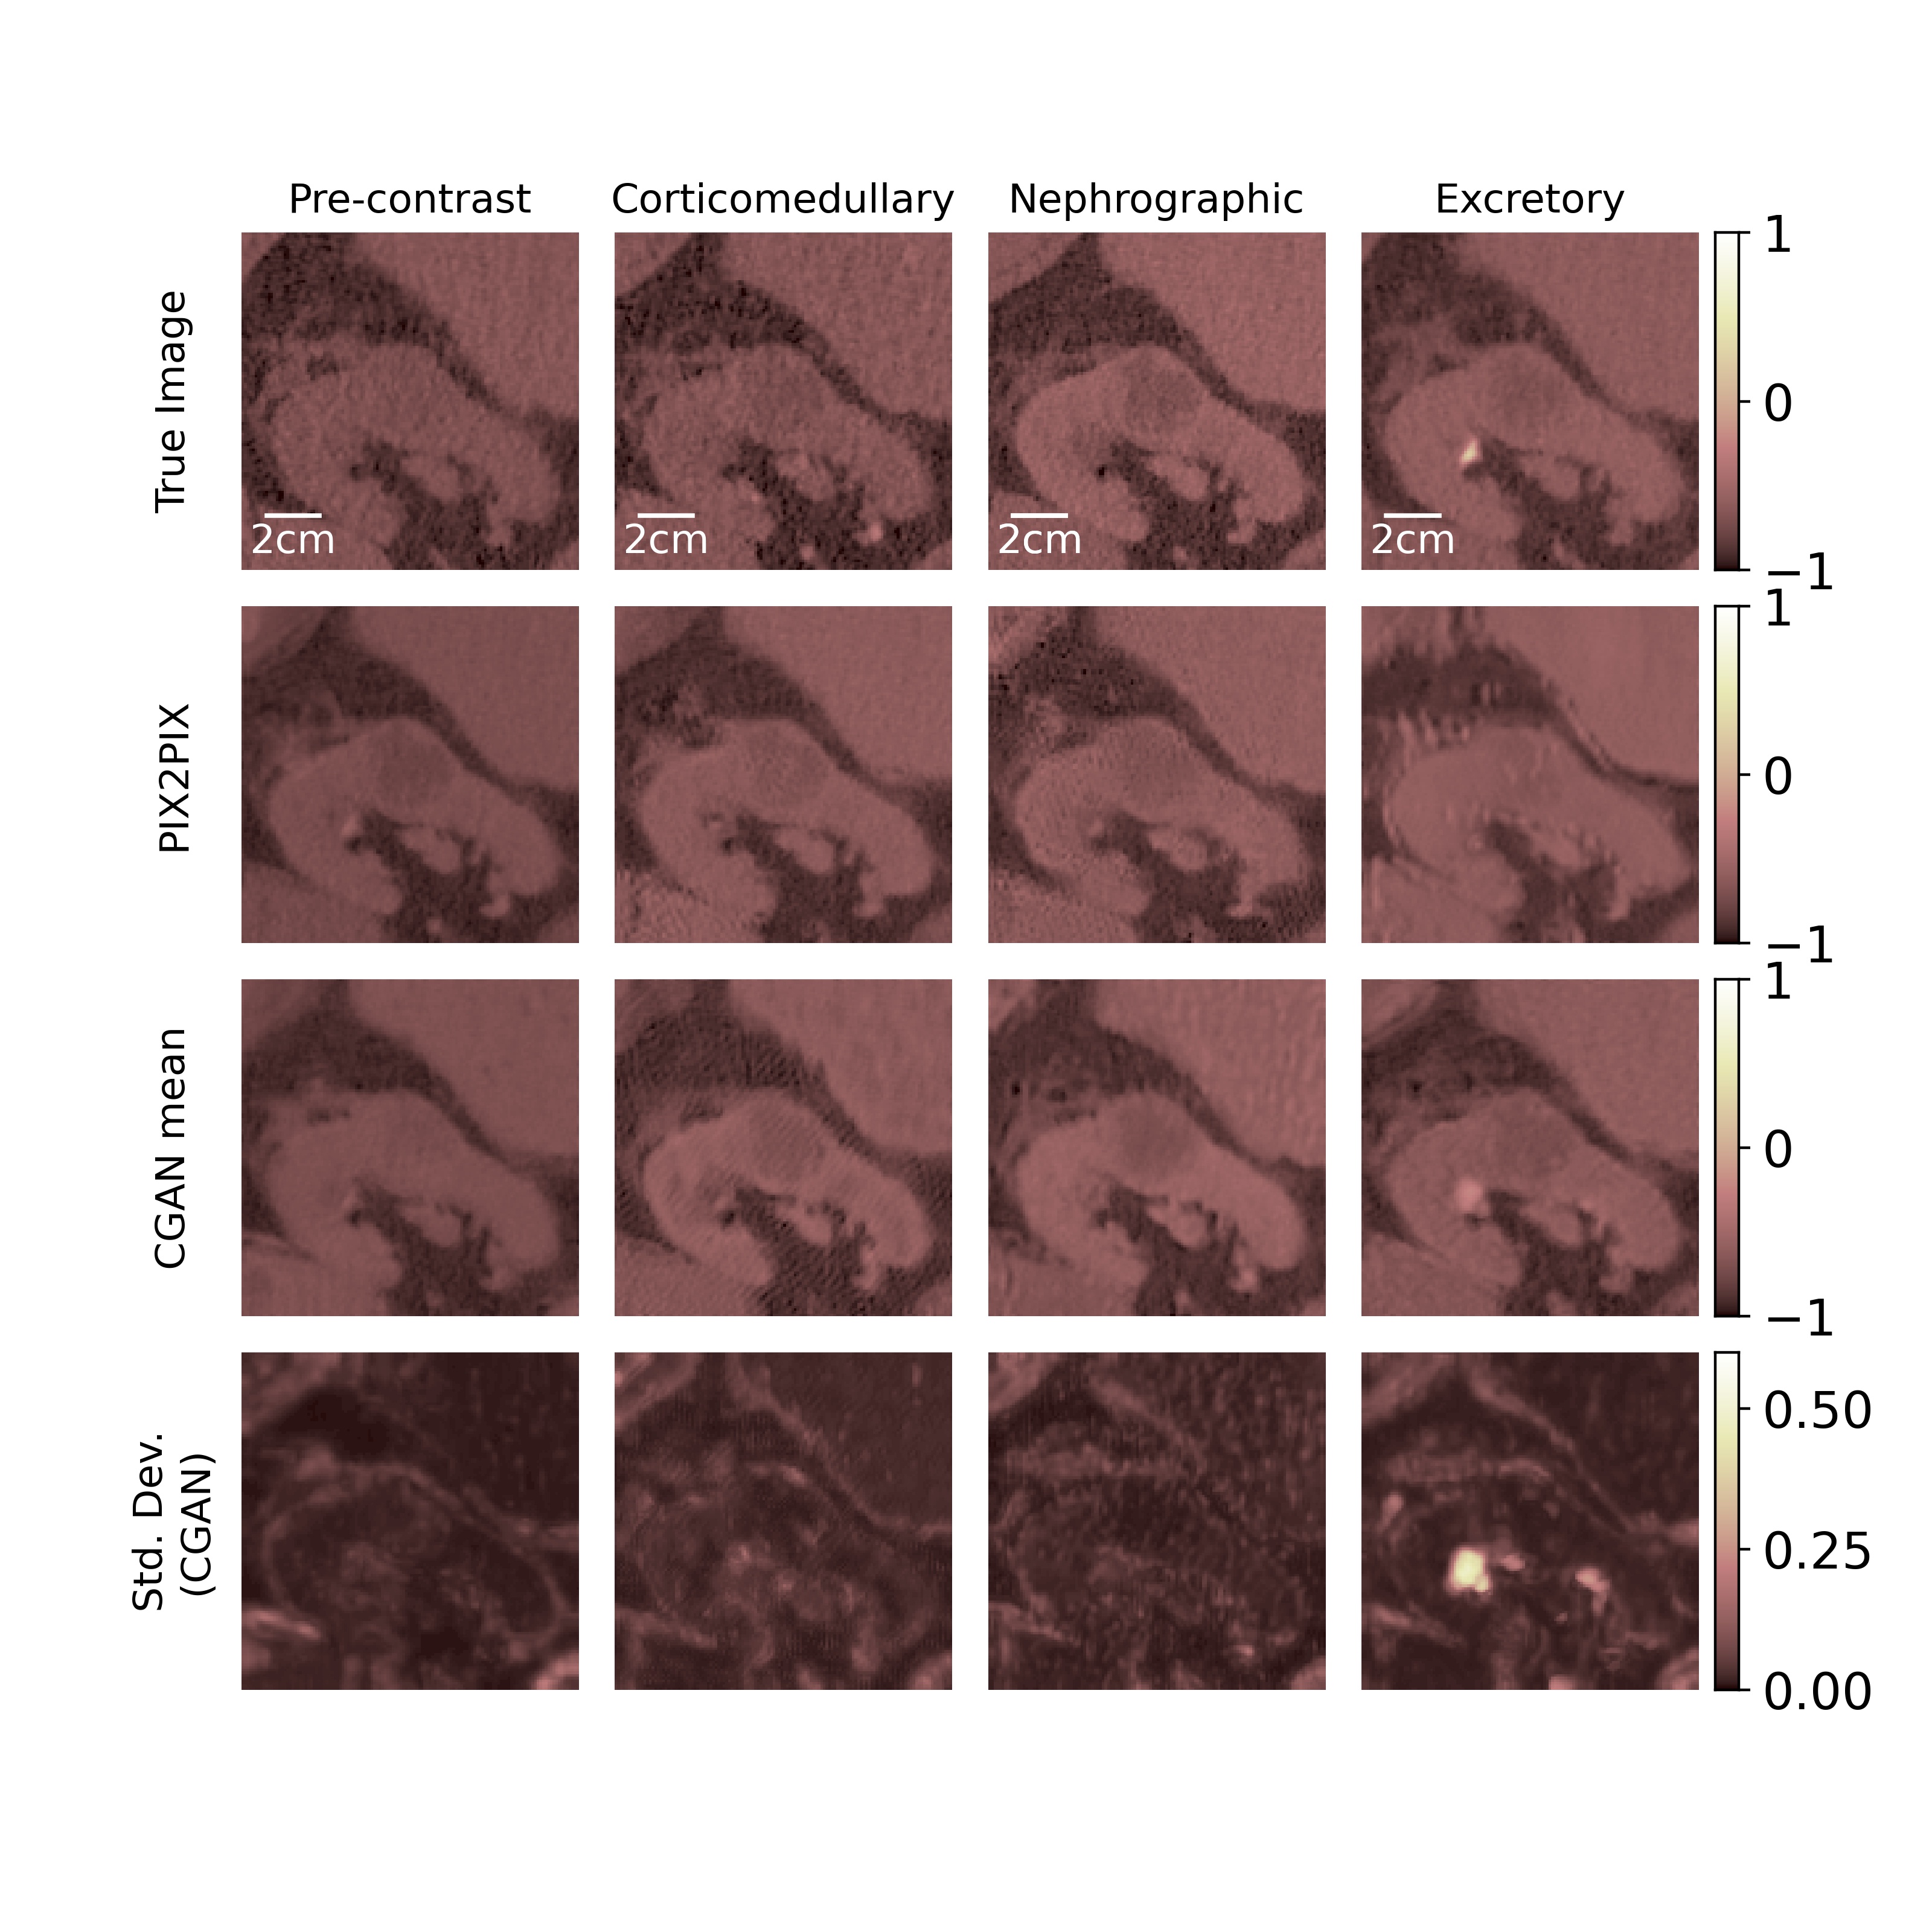 Pre-contrast
Corticomedullary
Nephrographic
Excretory
True Image
2cm
2cm
2cm
2cm
1
0
−1
PIX2PIX
1
0
−1
CGAN mean
1
0
−1
Std. Dev.
(CGAN)
0.50
0.25
0.00